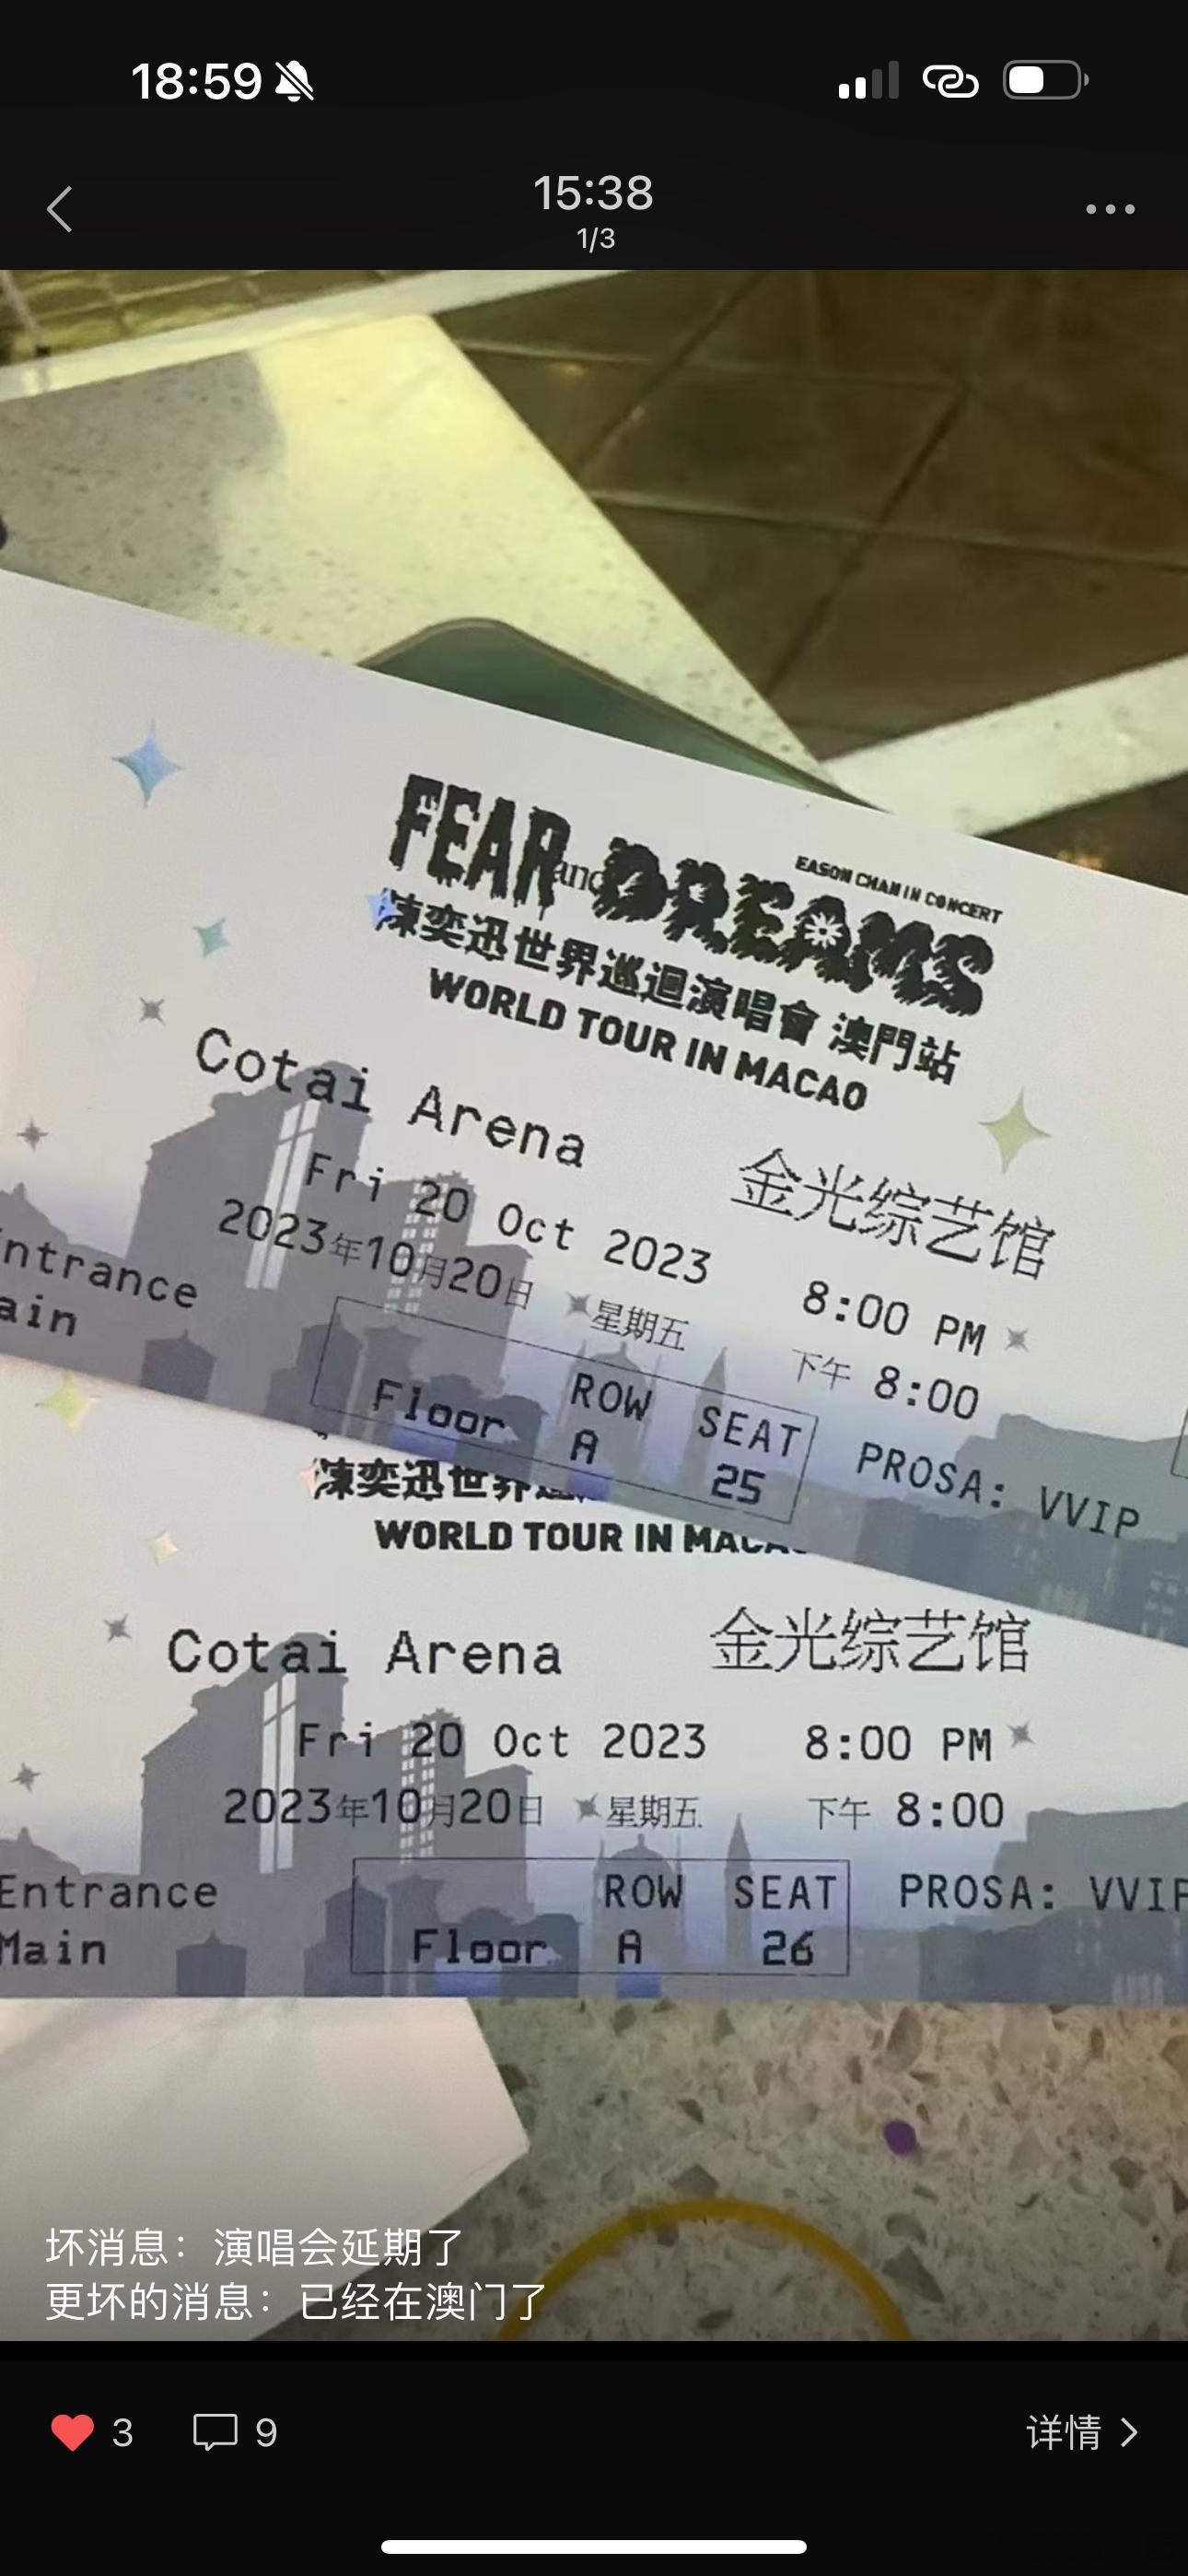 18:59
15:38
1/3
FEAR and DREAMS
EASON CHAN IN CONCERT
陳奕迅世界巡迴演唱會 澳門站
WORLD TOUR IN MACAO
Cotai Arena 金光综艺馆
Fri 20 Oct 2023 8:00 PM
2023年10月20日 星期五 下午 8:00
ntrance
ain
ROW SEAT
Floor A 25
PROSA: VVIP
陳奕迅世界
WORLD TOUR IN MACA
Cotai Arena 金光综艺馆
Fri 20 Oct 2023 8:00 PM
2023年10月20日 星期五 下午 8:00
Entrance ROW SEAT PROSA: VVIP
Main Floor A 26
坏消息：演唱会延期了
更坏的消息：已经在澳门了
3 9 详情